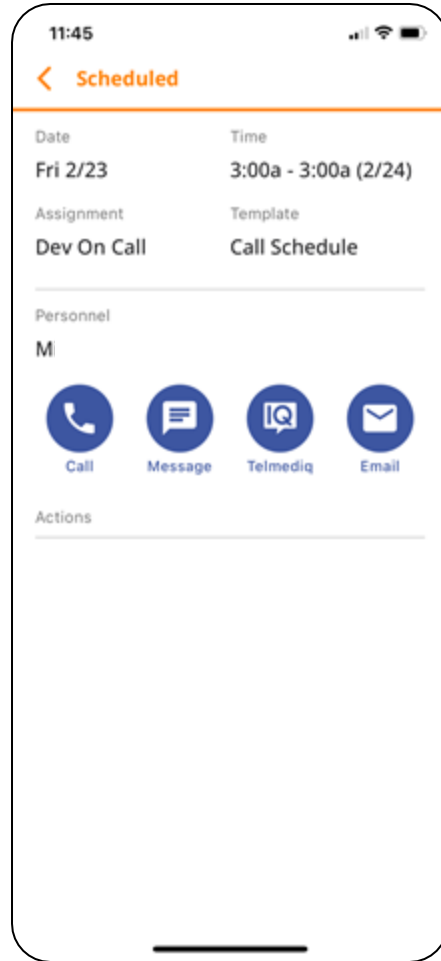 11:45
Scheduled
Date Time
Fri 2/23 3:00a - 3:00a (2/24)
Assignment Template
Dev On Call Call Schedule
Personnel
M
IQ
Call Message Telmediq Email
Actions